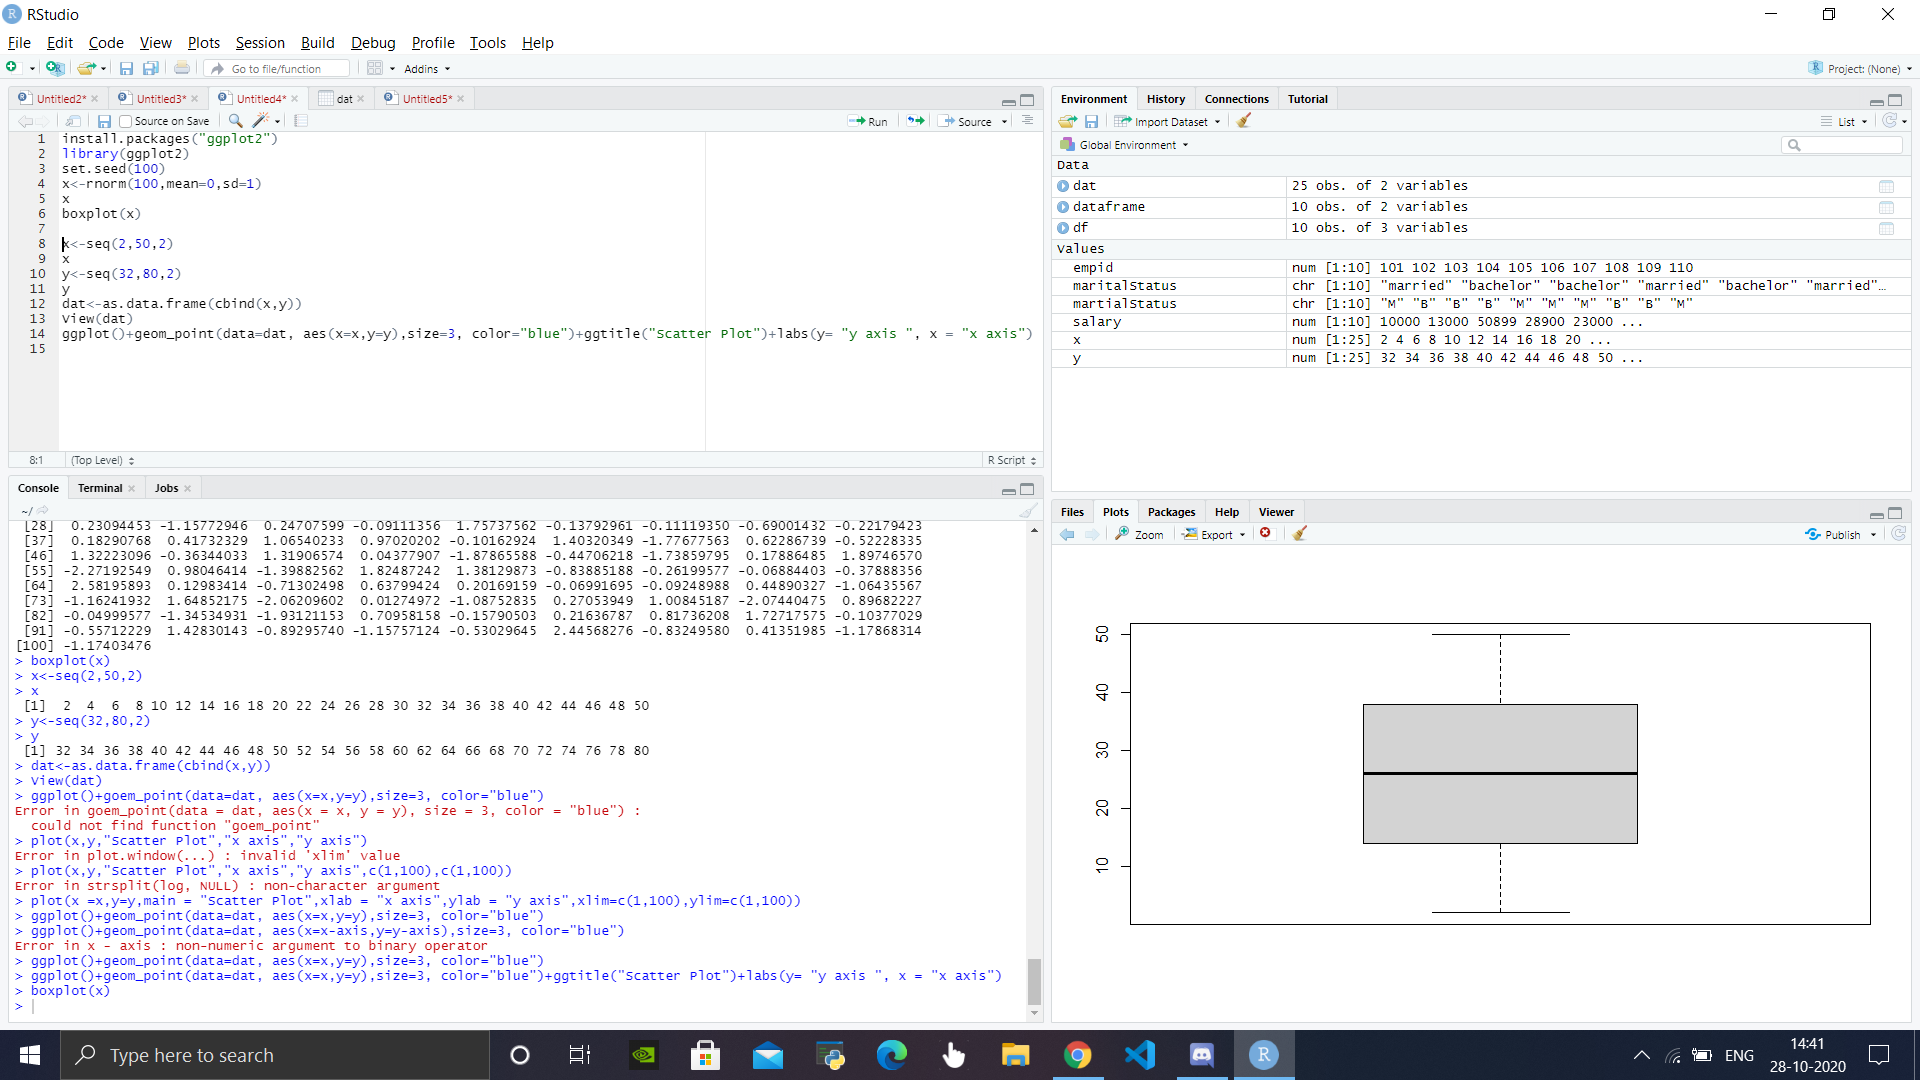 RStudio
File Edit Code View Plots Session Build Debug Profile Tools Help
Go to file/function Addins Project: (None)
Untitled2* Untitled3* Untitled4* dat Untitled5*
Source on Save Run Source
1 install.packages("ggplot2")
2 library(ggplot2)
3 set.seed(100)
4 x<-rnorm(100,mean=0,sd=1)
5 x
6 boxplot(x)
7
8 x<-seq(2,50,2)
9 x
10 y<-seq(32,80,2)
11 y
12 dat<-as.data.frame(cbind(x,y))
13 View(dat)
14 ggplot()+geom_point(data=dat, aes(x=x,y=y),size=3, color="blue")+ggtitle("Scatter Plot")+labs(y= "y axis ", x = "x axis")
15
8:1 (Top Level) R Script
Console Terminal Jobs
~/
[28] 0.23094453 -1.15772946 0.24707599 -0.09111356 1.75737562 -0.13792961 -0.11119350 -0.69001432 -0.22179423
[37] 0.18290768 0.41732329 1.06540233 0.97020202 -0.10162924 1.40320349 -1.77677563 0.62286739 -0.52228335
[46] 1.32223096 -0.36344033 1.31906574 0.04377907 -1.87865588 -0.44706218 -1.73859795 0.17886485 1.89746570
[55] -2.27192549 0.98046414 -1.39882562 1.82487242 1.38129873 -0.83885188 -0.26199577 -0.06884403 -0.37888356
[64] 2.58195893 0.12983414 -0.71302498 0.63799424 0.20169159 -0.06991695 -0.09248988 0.44890327 -1.06435567
[73] -1.16241932 1.64852175 -2.06209602 0.01274972 -1.08752835 0.27053949 1.00845187 -2.07440475 0.89682227
[82] -0.04999577 -1.34534931 -1.93121153 0.70958158 -0.15790503 0.21636787 0.81736208 1.72717575 -0.10377029
[91] -0.55712229 1.42830143 -0.89295740 -1.15757124 -0.53029645 2.44568276 -0.83249580 0.41351985 -1.17868314
[100] -1.17403476
> boxplot(x)
> x<-seq(2,50,2)
> x
[1] 2 4 6 8 10 12 14 16 18 20 22 24 26 28 30 32 34 36 38 40 42 44 46 48 50
> y<-seq(32,80,2)
> y
[1] 32 34 36 38 40 42 44 46 48 50 52 54 56 58 60 62 64 66 68 70 72 74 76 78 80
> dat<-as.data.frame(cbind(x,y))
> View(dat)
> ggplot()+goem_point(data=dat, aes(x=x,y=y),size=3, color="blue")
Error in goem_point(data = dat, aes(x = x, y = y), size = 3, color = "blue") :
could not find function "goem_point"
> plot(x,y,"Scatter Plot","x axis","y axis")
Error in plot.window(...) : invalid 'xlim' value
> plot(x,y,"Scatter Plot","x axis","y axis",c(1,100),c(1,100))
Error in strsplit(log, NULL) : non-character argument
> plot(x =x,y=y,main = "Scatter Plot",xlab = "x axis",ylab = "y axis",xlim=c(1,100),ylim=c(1,100))
> ggplot()+geom_point(data=dat, aes(x=x,y=y),size=3, color="blue")
> ggplot()+geom_point(data=dat, aes(x=x-axis,y=y-axis),size=3, color="blue")
Error in x - axis : non-numeric argument to binary operator
> ggplot()+geom_point(data=dat, aes(x=x,y=y),size=3, color="blue")
> ggplot()+geom_point(data=dat, aes(x=x,y=y),size=3, color="blue")+ggtitle("Scatter Plot")+labs(y= "y axis ", x = "x axis")
> boxplot(x)
>
Environment History Connections Tutorial
Import Dataset List
Global Environment
Data
dat 25 obs. of 2 variables
dataframe 10 obs. of 2 variables
df 10 obs. of 3 variables
Values
empid num [1:10] 101 102 103 104 105 106 107 108 109 110
maritalStatus chr [1:10] "married" "bachelor" "bachelor" "married" "bachelor" "married"…
martialStatus chr [1:10] "M" "B" "B" "B" "M" "M" "M" "B" "B" "M"
salary num [1:10] 10000 13000 50899 28900 23000 ...
x num [1:25] 2 4 6 8 10 12 14 16 18 20 ...
y num [1:25] 32 34 36 38 40 42 44 46 48 50 ...
Files Plots Packages Help Viewer
Zoom Export Publish
50
40
30
20
10
Type here to search
ENG
14:41
28-10-2020